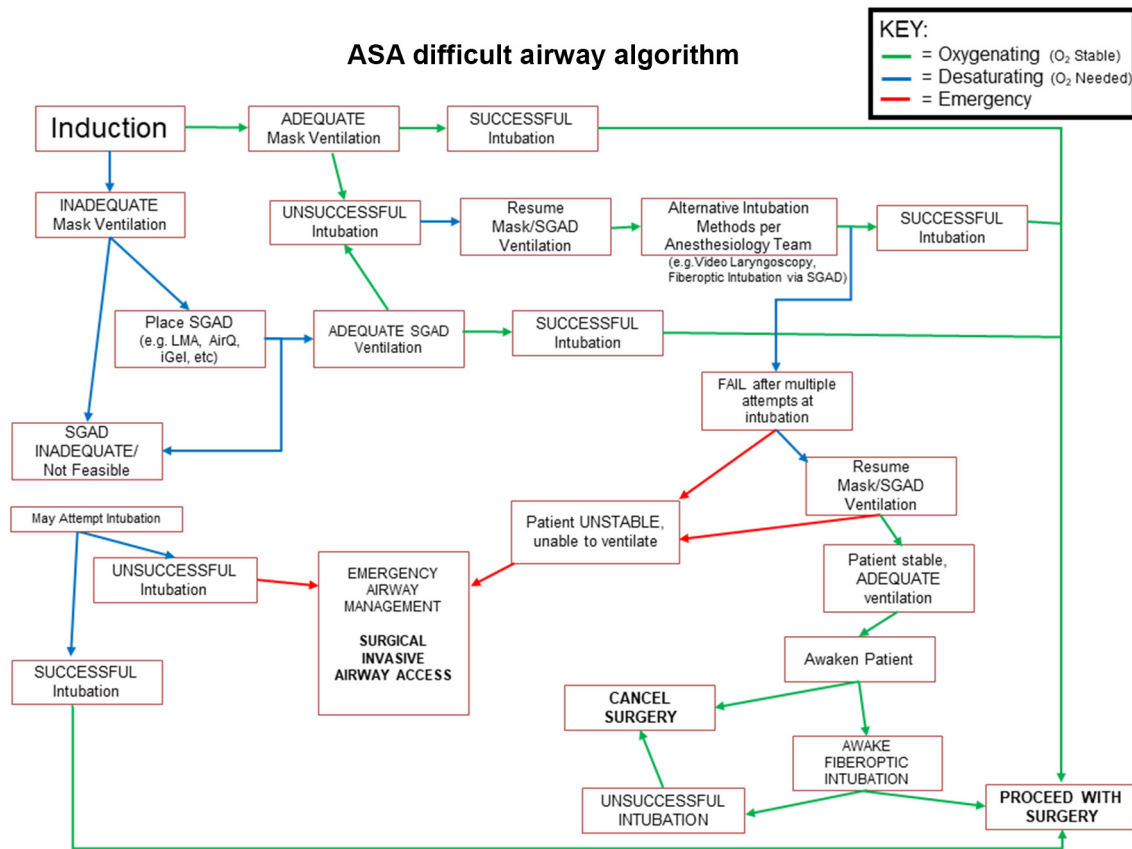 ASA difficult airway algorithm
KEY:
= Oxygenating (O₂ Stable)
= Desaturating (O₂ Needed)
= Emergency
Induction
ADEQUATE
Mask Ventilation
SUCCESSFUL
Intubation
INADEQUATE
Mask Ventilation
UNSUCCESSFUL
Intubation
Resume
Mask/SGAD
Ventilation
Alternative Intubation
Methods per
Anesthesiology Team
(e.g.Video Laryngoscopy,
Fiberoptic Intubation via SGAD)
SUCCESSFUL
Intubation
Place SGAD
(e.g. LMA, AirQ,
iGel, etc)
ADEQUATE SGAD
Ventilation
SUCCESSFUL
Intubation
FAIL after multiple
attempts at
intubation
SGAD
INADEQUATE/
Not Feasible
Resume
Mask/SGAD
Ventilation
May Attempt Intubation
Patient UNSTABLE,
unable to ventilate
UNSUCCESSFUL
Intubation
EMERGENCY
AIRWAY
MANAGEMENT
SURGICAL
INVASIVE
AIRWAY ACCESS
Patient stable,
ADEQUATE
ventilation
SUCCESSFUL
Intubation
Awaken Patient
CANCEL
SURGERY
AWAKE
FIBEROPTIC
INTUBATION
UNSUCCESSFUL
INTUBATION
PROCEED WITH
SURGERY